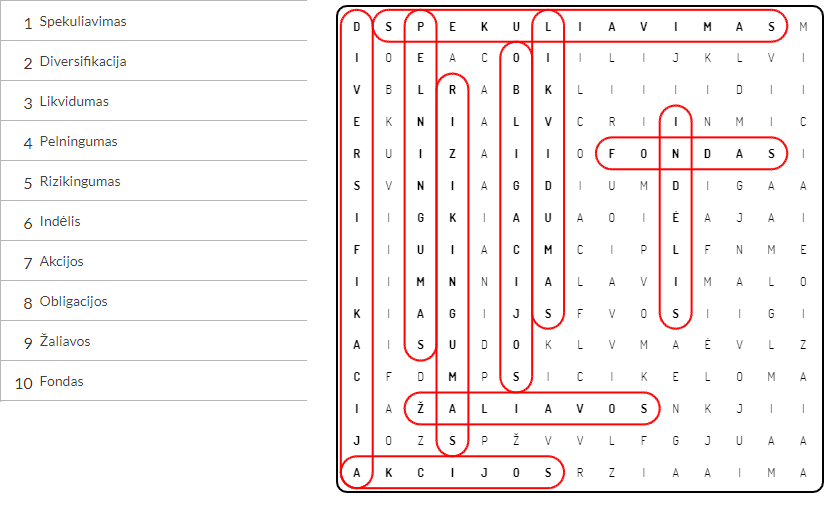 1 Spekuliavimas
2 Diversifikacija
3 Likvidumas
4 Pelningumas
5 Rizikingumas
6 Indėlis
7 Akcijos
8 Obligacijos
9 Žaliavos
10 Fondas
D S P E K U L I A V I M A S M
I O E A C O I I L I J K L V I
V B L R A B K L I I I I D I I
E K N I A L V C R I I N M I C
R U I Z A I I O F O N D A S I
S V N I A G D I U M D I G A A
I I G K I A U A O I Ė A J A I
F I U I A C M C I P L F N M E
I I M N N I A L A V I M A L O
K I A G I J S F V O S I I G I
A I S U D O K L V M A Ė V L Z
C F D M P S I C I K E L O M A
I A Ž A L I A V O S N K J I I
J O Z S P Ž V V L F G J U A A
A K C I J O S R Z I A A I M A